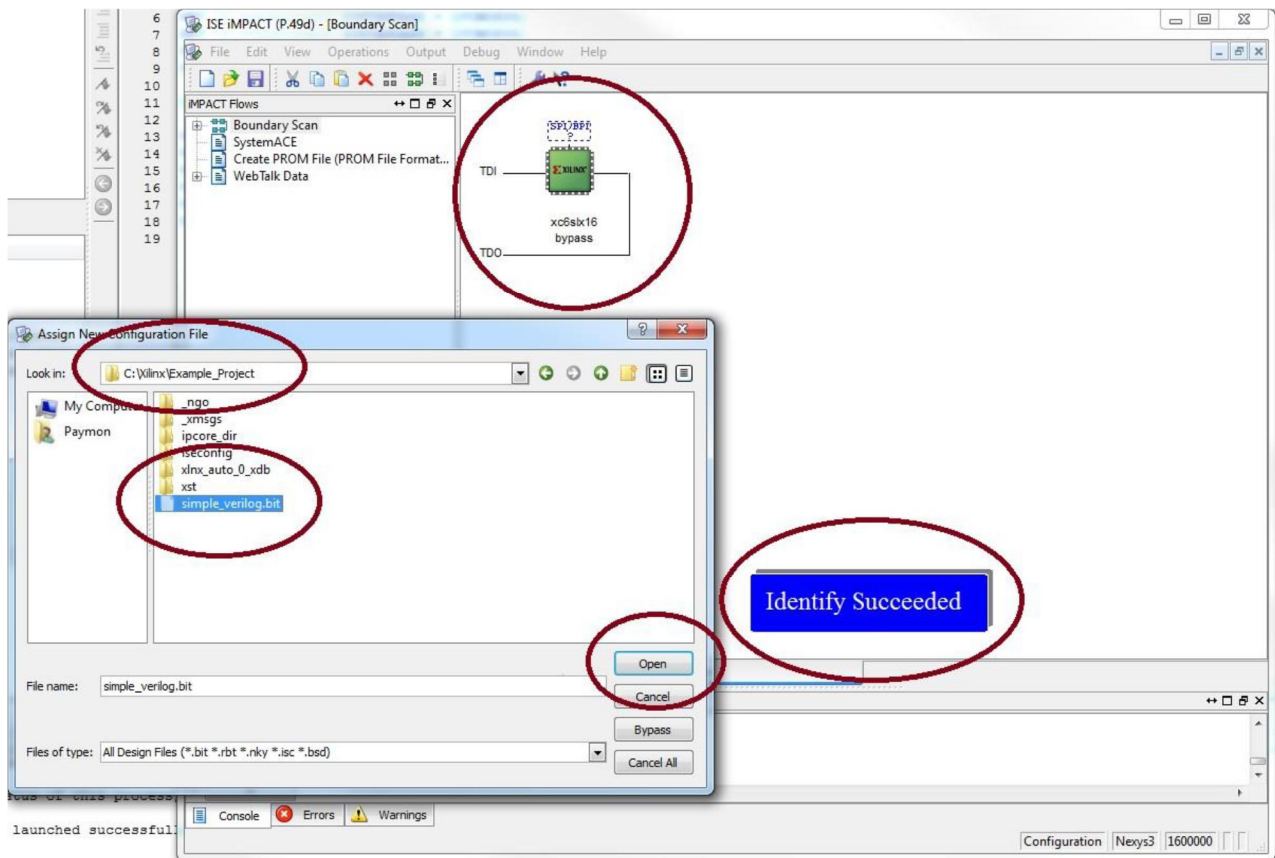 6
7
8
9
10
11
12
13
14
15
16
17
18
19
ISE iMPACT (P.49d) - [Boundary Scan]
File Edit View Operations Output Debug Window Help
iMPACT Flows
Boundary Scan
SystemACE
Create PROM File (PROM File Format...
WebTalk Data
SPI/BPI
?
TDI
XILINX
xc6slx16
bypass
TDO
Assign New Configuration File
Look in: C:\Xilinx\Example_Project
My Computer
Paymon
_ngo
_xmsgs
ipcore_dir
iseconfig
xlnx_auto_0_xdb
xst
simple_verilog.bit
Open
File name: simple_verilog.bit
Cancel
Bypass
Files of type: All Design Files (*.bit *.rbt *.nky *.isc *.bsd)
Cancel All
Identify Succeeded
of this process
launched successful
Console Errors Warnings
Configuration Nexys3 1600000